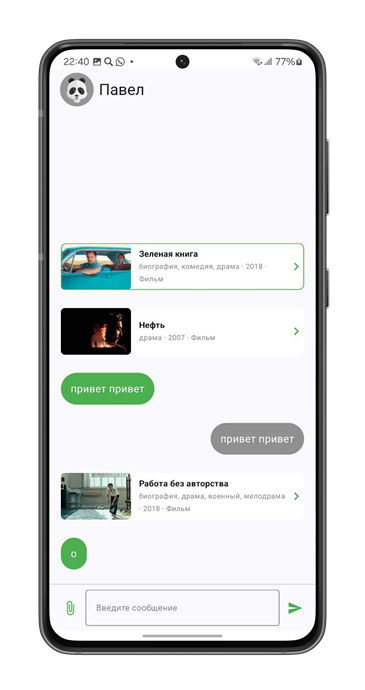 22:40
77%
Павел
Зеленая книга
биография, комедия, драма · 2018 ·
Фильм
Нефть
драма · 2007 · Фильм
привет привет
привет привет
Работа без авторства
биография, драма, военный, мелодрама
· 2018 · Фильм
о
Введите сообщение